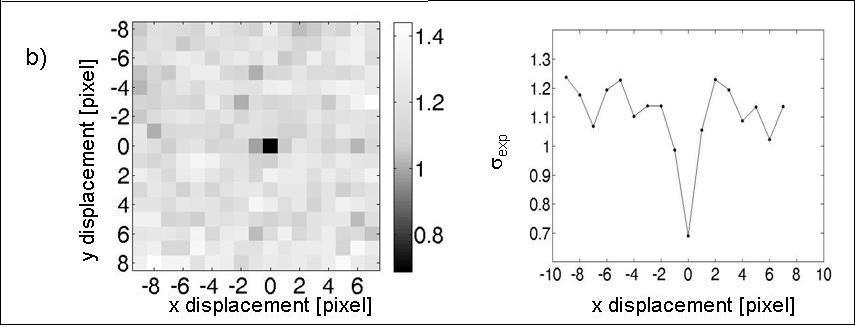 b)
y displacement [pixel]
-8
-6
-4
-2
0
2
4
6
8
-8 -6 -4 -2 0 2 4 6
x displacement [pixel]
1.4
1.2
1
0.8
σexp
1.3
1.2
1.1
1
0.9
0.8
0.7
-10 -8 -6 -4 -2 0 2 4 6 8 10
x displacement [pixel]